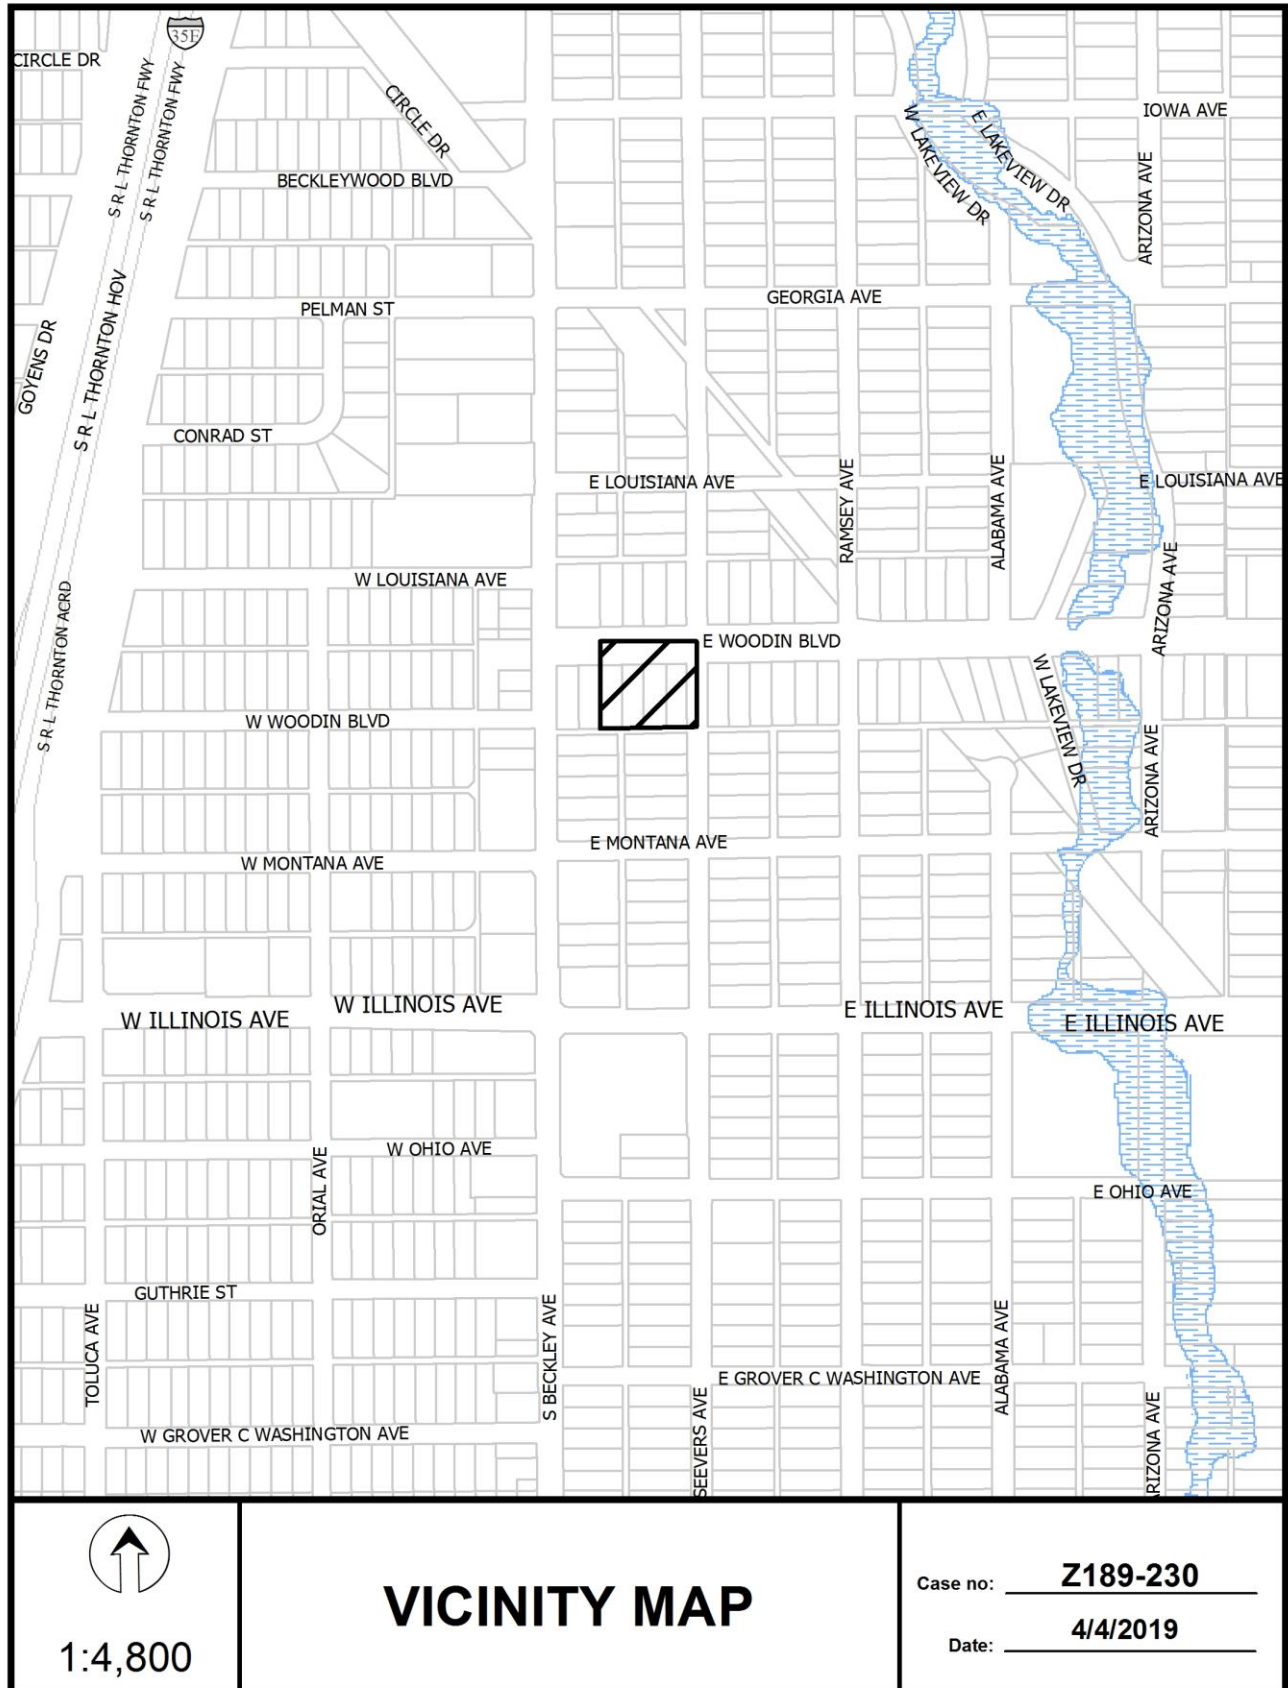 35E
CIRCLE DR
S R L THORNTON FWY
S R L THORNTON FWY
CIRCLE DR
IOWA AVE
W LAKEVIEW DR
E LAKEVIEW DR
ARIZONA AVE
BECKLEYWOOD BLVD
GEORGIA AVE
PELMAN ST
GOYENS DR
S R L THORNTON HOV
CONRAD ST
E LOUISIANA AVE
RAMSEY AVE
ALABAMA AVE
E LOUISIANA AVE
W LOUISIANA AVE
ARIZONA AVE
S R L THORNTON ACRD
E WOODIN BLVD
W LAKEVIEW DR
W WOODIN BLVD
ARIZONA AVE
E MONTANA AVE
W MONTANA AVE
W ILLINOIS AVE
W ILLINOIS AVE
E ILLINOIS AVE
E ILLINOIS AVE
W OHIO AVE
ORIAL AVE
E OHIO AVE
GUTHRIE ST
TOLUCA AVE
S BECKLEY AVE
ALABAMA AVE
E GROVER C WASHINGTON AVE
SEEVERS AVE
ARIZONA AVE
W GROVER C WASHINGTON AVE
1:4,800
VICINITY MAP
Case no: Z189-230
Date: 4/4/2019